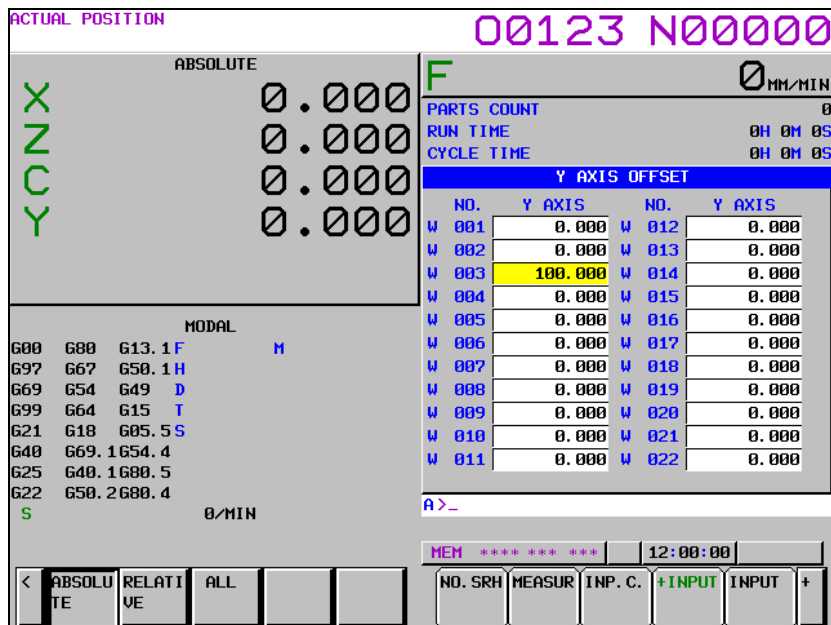 ACTUAL POSITION
O0123 N00000
ABSOLUTE
X 0.000
Z 0.000
C 0.000
Y 0.000
F 0 MM/MIN
PARTS COUNT 0
RUN TIME 0H 0M 0S
CYCLE TIME 0H 0M 0S
Y AXIS OFFSET
NO. Y AXIS NO. Y AXIS
W 001 0.000 W 012 0.000
W 002 0.000 W 013 0.000
W 003 100.000 W 014 0.000
W 004 0.000 W 015 0.000
W 005 0.000 W 016 0.000
W 006 0.000 W 017 0.000
W 007 0.000 W 018 0.000
W 008 0.000 W 019 0.000
W 009 0.000 W 020 0.000
W 010 0.000 W 021 0.000
W 011 0.000 W 022 0.000
MODAL
G00 G80 G13.1 F M
G97 G67 G50.1 H
G69 G54 G49 D
G99 G64 G15 T
G21 G18 G05.5 S
G40 G69.1 G54.4
G25 G40.1 G80.5
G22 G50.2 G80.4
S 0/MIN
A>_
MEM **** *** *** 12:00:00
< ABSOLU RELATI ALL
TE VE
NO.SRH MEASUR INP.C. +INPUT INPUT +